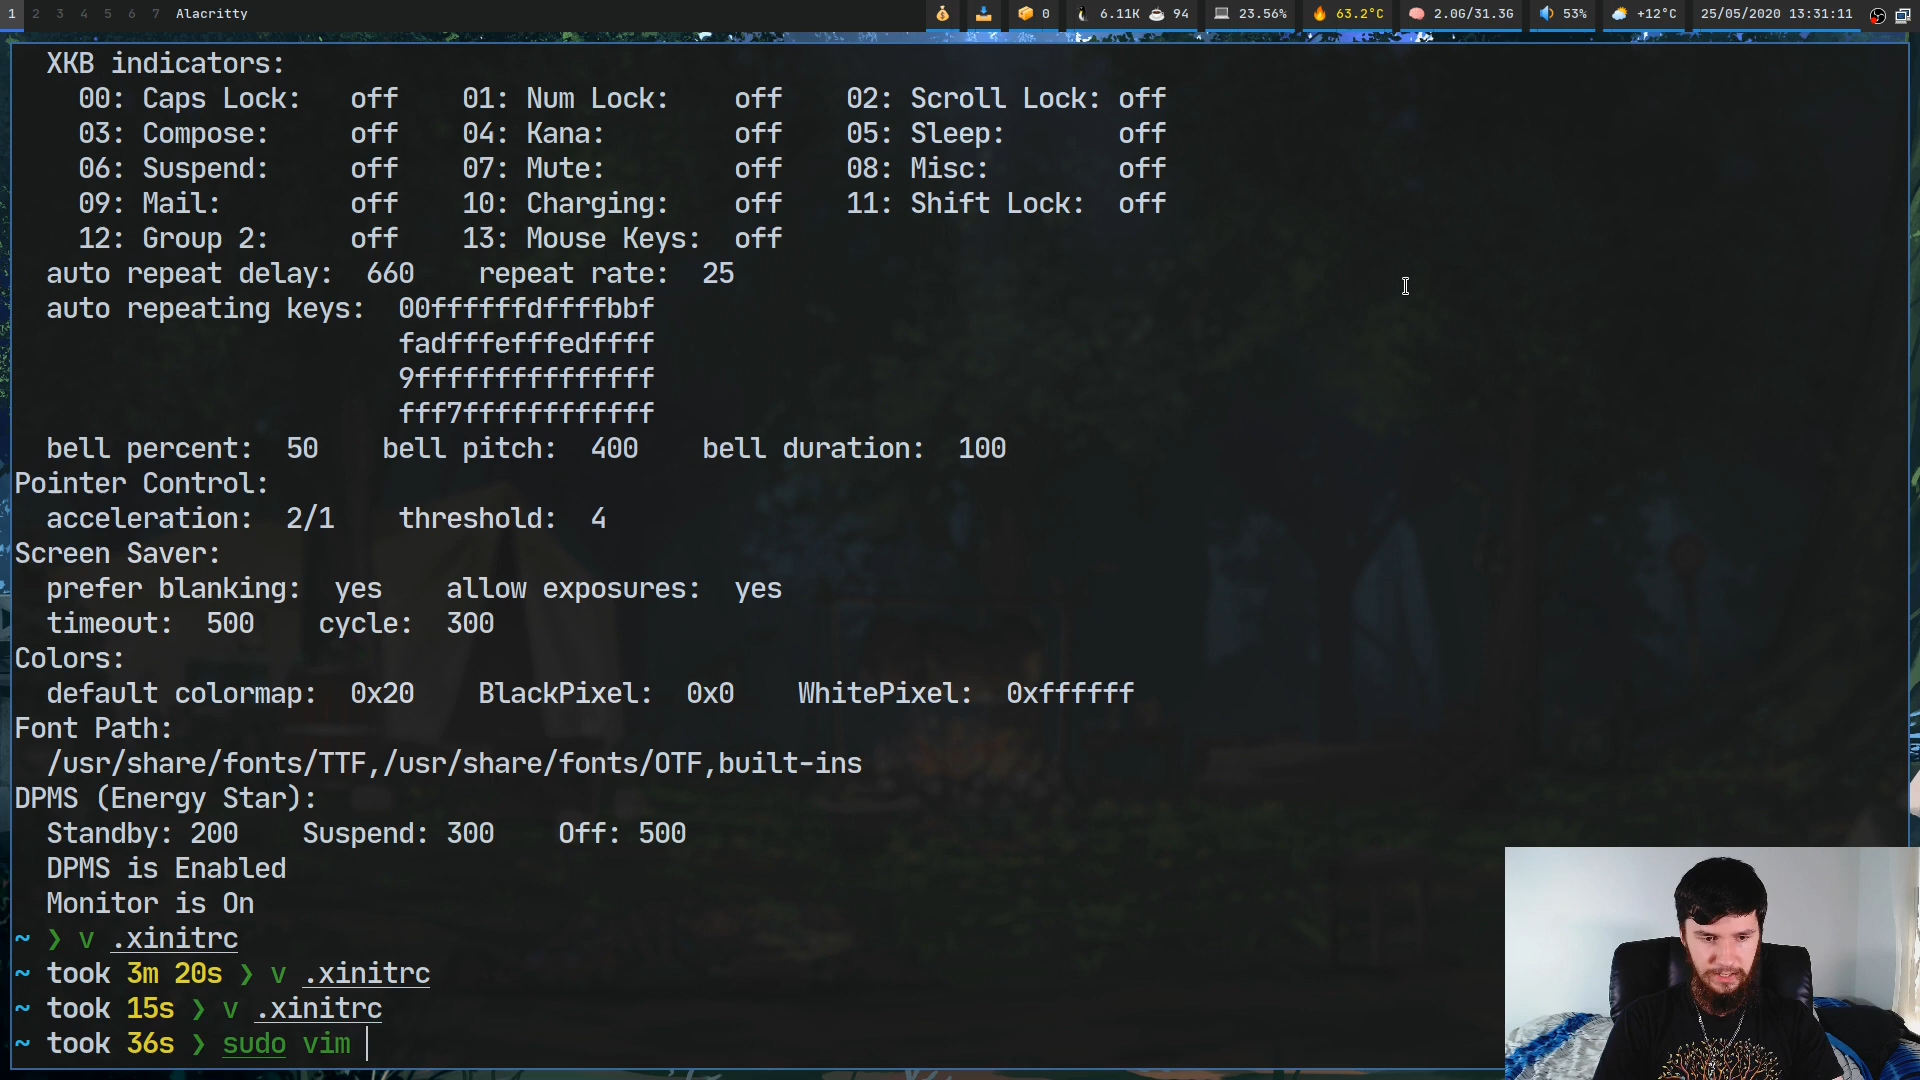 1 2 3 4 5 6 7 Alacritty 0 6.11K 94 23.56% 63.2°C 2.0G/31.3G 53% +12°C 25/05/2020 13:31:11
XKB indicators:
00: Caps Lock: off 01: Num Lock: off 02: Scroll Lock: off
03: Compose: off 04: Kana: off 05: Sleep: off
06: Suspend: off 07: Mute: off 08: Misc: off
09: Mail: off 10: Charging: off 11: Shift Lock: off
12: Group 2: off 13: Mouse Keys: off
auto repeat delay: 660 repeat rate: 25
auto repeating keys: 00ffffffdffffbbf
fadfffefffedffff
9fffffffffffffff
fff7ffffffffffff
bell percent: 50 bell pitch: 400 bell duration: 100
Pointer Control:
acceleration: 2/1 threshold: 4
Screen Saver:
prefer blanking: yes allow exposures: yes
timeout: 500 cycle: 300
Colors:
default colormap: 0x20 BlackPixel: 0x0 WhitePixel: 0xffffff
Font Path:
/usr/share/fonts/TTF,/usr/share/fonts/OTF,built-ins
DPMS (Energy Star):
Standby: 200 Suspend: 300 Off: 500
DPMS is Enabled
Monitor is On
~ ❯ v .xinitrc
~ took 3m 20s ❯ v .xinitrc
~ took 15s ❯ v .xinitrc
~ took 36s ❯ sudo vim